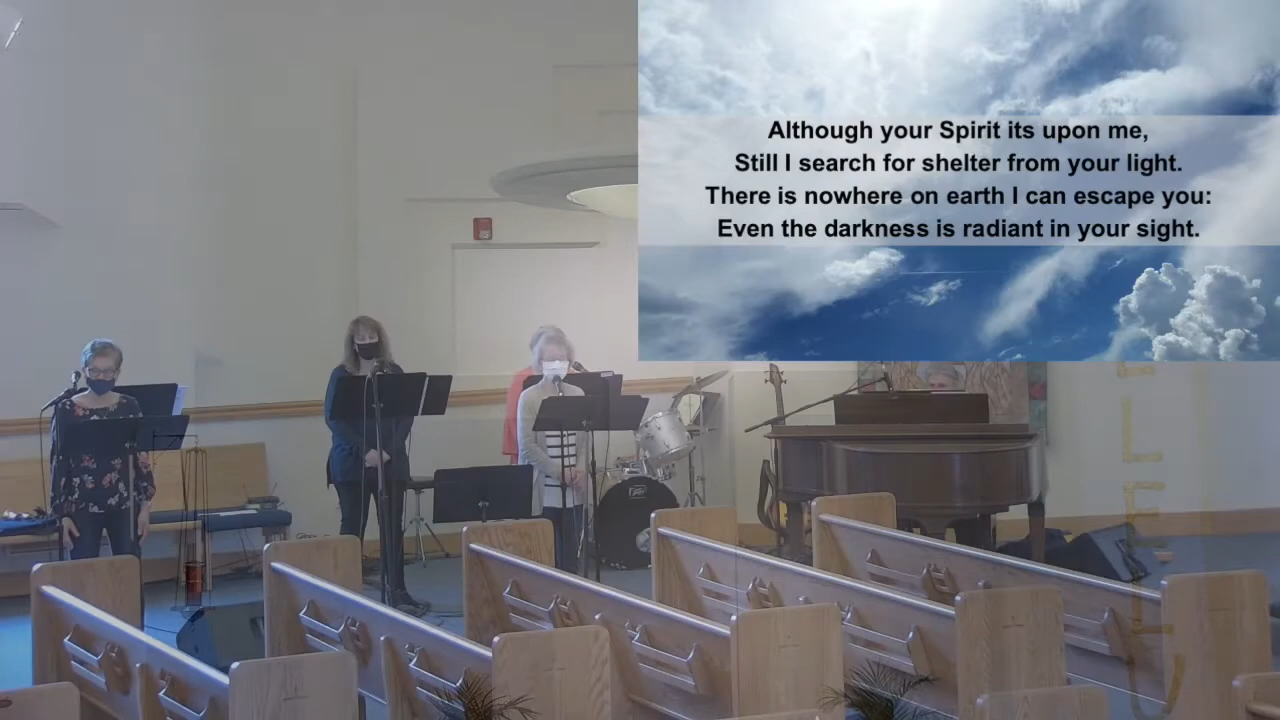 Although your Spirit its upon me,
Still I search for shelter from your light.
There is nowhere on earth I can escape you:
Even the darkness is radiant in your sight.